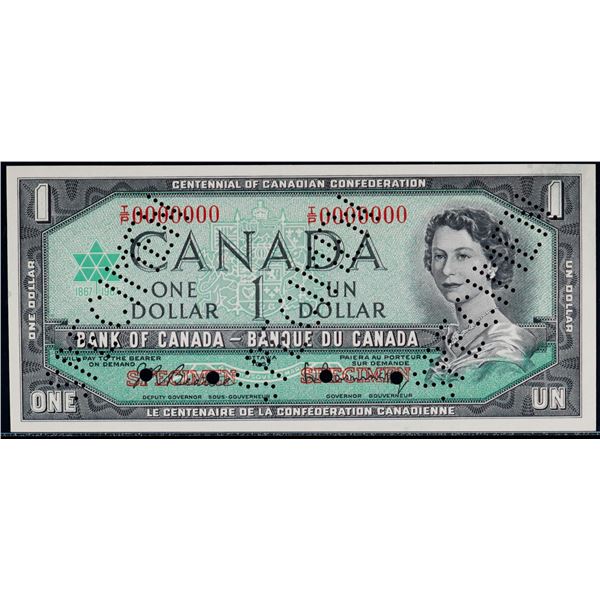 CENTENNIAL OF CANADIAN CONFEDERATION
1 1
I/P 0000000 I/P 0000000
CANADA
1867
ONE DOLLAR 1 UN DOLLAR
ONE DOLLAR
UN DOLLAR
BANK OF CANADA – BANQUE DU CANADA
WILL PAY TO THE BEARER ON DEMAND
PAIERA AU PORTEUR SUR DEMANDE
SPECIMEN SPECIMEN
DEPUTY GOVERNOR SOUS-GOUVERNEUR
GOVERNOR GOUVERNEUR
ONE UN
LE CENTENAIRE DE LA CONFÉDÉRATION CANADIENNE